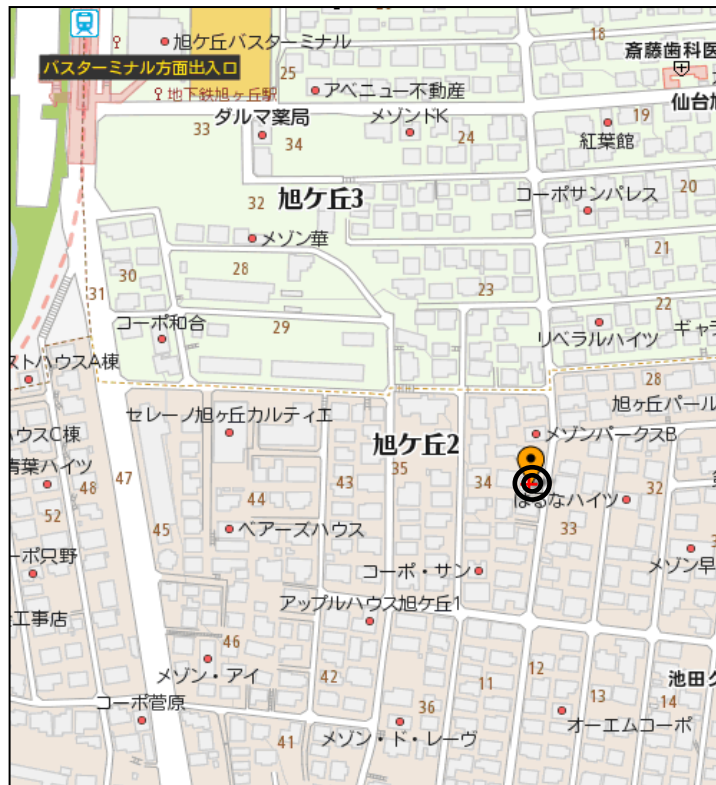 18
旭ケ丘バスターミナル
斎藤歯科医
バスターミナル方面出入口
25
アベニュー不動産
地下鉄旭ヶ丘駅
仙台旭
ダルマ薬局
メゾンドK
19
33
34
24
紅葉館
32
旭ケ丘3
コーポサンパレス
20
メゾン華
21
28
30
23
31
22
コーポ和合
29
リベラルハイツ
ギャラ
ストハウスA棟
28
旭ヶ丘パール
セレーノ旭ヶ丘カルティエ
ハウスC棟
旭ケ丘2
メゾンパークスB
青葉ハイツ
47
35
48
43
34
32
44
はるなハイツ
52
45
ベアーズハウス
33
ーポ只野
コーポ・サン
メゾン早
アップルハウス旭ケ丘1
工事店
46
メゾン・アイ
42
12
11
池田ク
コーポ菅原
13
14
36
オーエムコーポ
41
メゾン・ド・レーヴ